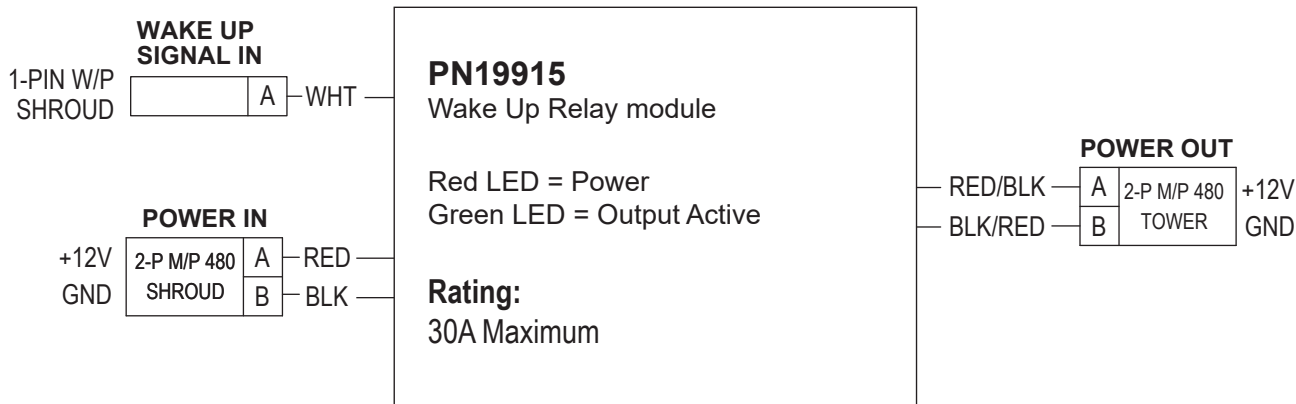 WAKE UP
SIGNAL IN
1-PIN W/P
SHROUD
A
WHT
POWER IN
+12V
GND
2-P M/P 480
SHROUD
A
B
RED
BLK
PN19915
Wake Up Relay module
Red LED = Power
Green LED = Output Active
Rating:
30A Maximum
POWER OUT
RED/BLK
BLK/RED
A
B
2-P M/P 480
TOWER
+12V
GND